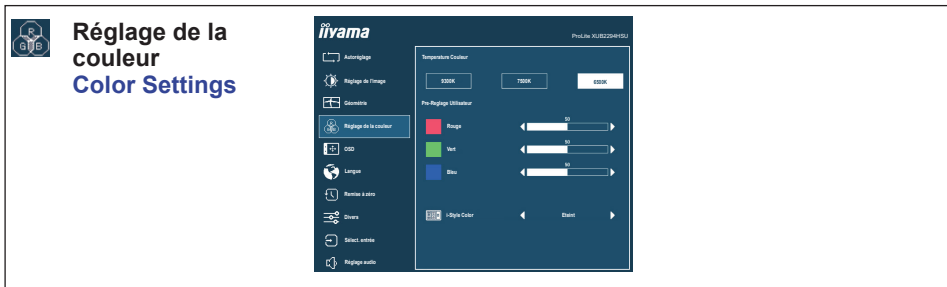 R
G B
Réglage de la
couleur
Color Settings
iiyama
ProLite XUB2294HSU
Autoréglage
Réglage de l'image
Géométrie
Réglage de la couleur
OSD
Langue
Remise à zéro
Divers
Sélect. entrée
Réglage audio
Temperature Couleur
9300K 7500K 6500K
Pre-Reglage Utilisateur
Rouge 50
Vert 50
Bleu 50
i-Style Color Eteint